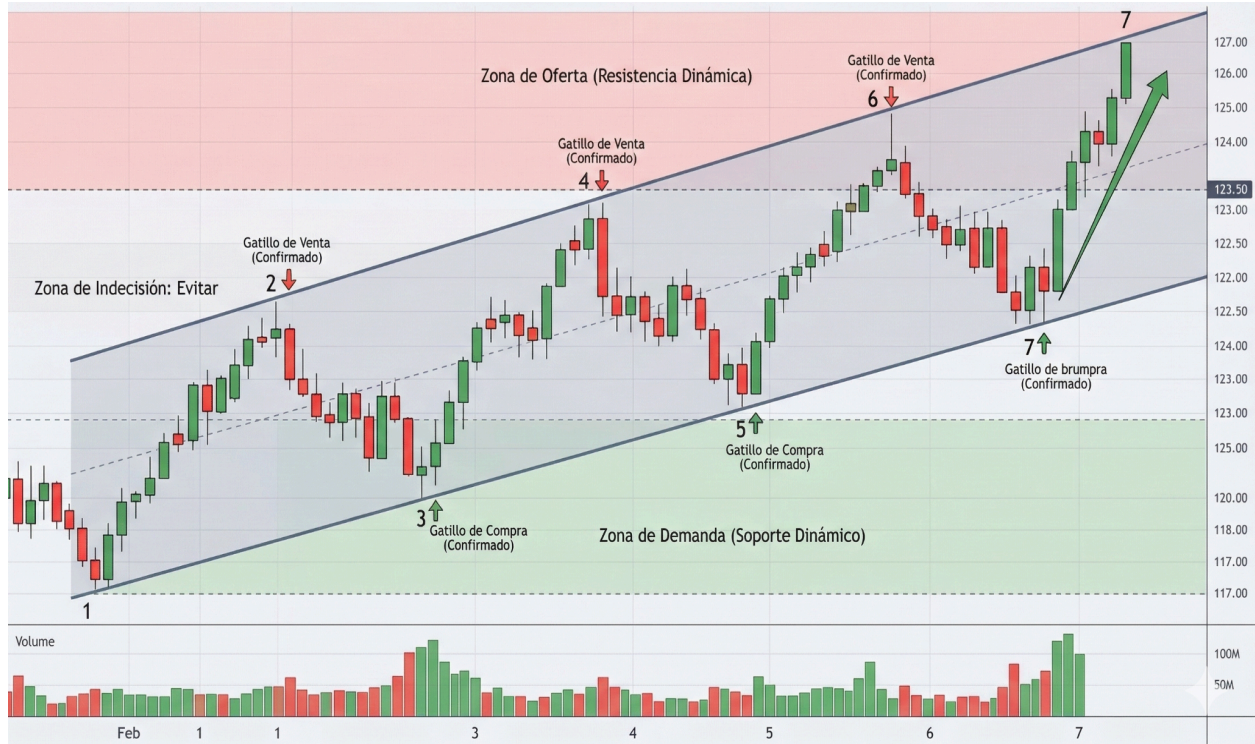 7
127.00
Gatillo de Venta
(Confirmado)
Zona de Oferta (Resistencia Dinámica)
126.00
6
125.00
Gatillo de Venta
(Confirmado)
124.00
4
123.50
123.00
Gatillo de Venta
(Confirmado)
122.50
2
Zona de Indecisión: Evitar
122.00
122.50
7
124.00
Gatillo de brumpra
(Confirmado)
123.00
123.00
5
Gatillo de Compra
(Confirmado)
125.00
120.00
3
Gatillo de Compra
(Confirmado)
Zona de Demanda (Soporte Dinámico)
118.00
117.00
117.00
1
Volume
100M
50M
Feb 1 1 3 4 5 6 7